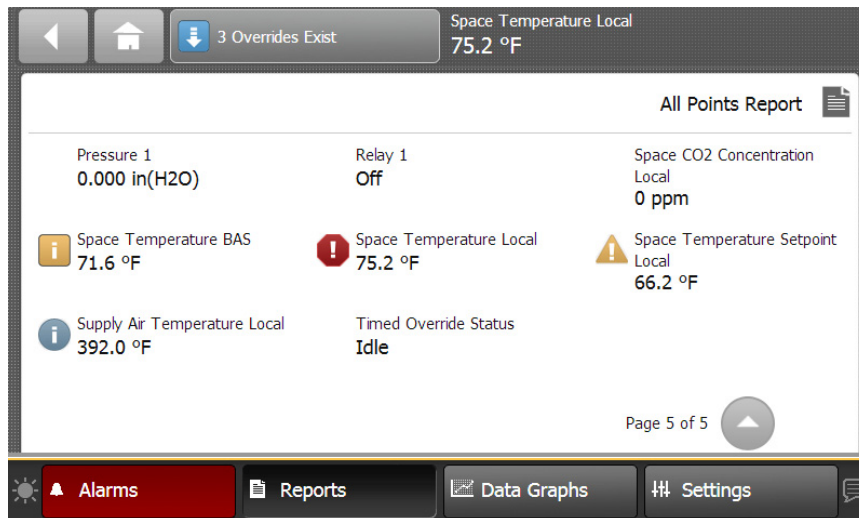 3 Overrides Exist
Space Temperature Local
75.2 °F
All Points Report
Pressure 1
0.000 in(H2O)
Relay 1
Off
Space CO2 Concentration
Local
0 ppm
Space Temperature BAS
71.6 °F
Space Temperature Local
75.2 °F
Space Temperature Setpoint
Local
66.2 °F
Supply Air Temperature Local
392.0 °F
Timed Override Status
Idle
Page 5 of 5
Alarms
Reports
Data Graphs
Settings